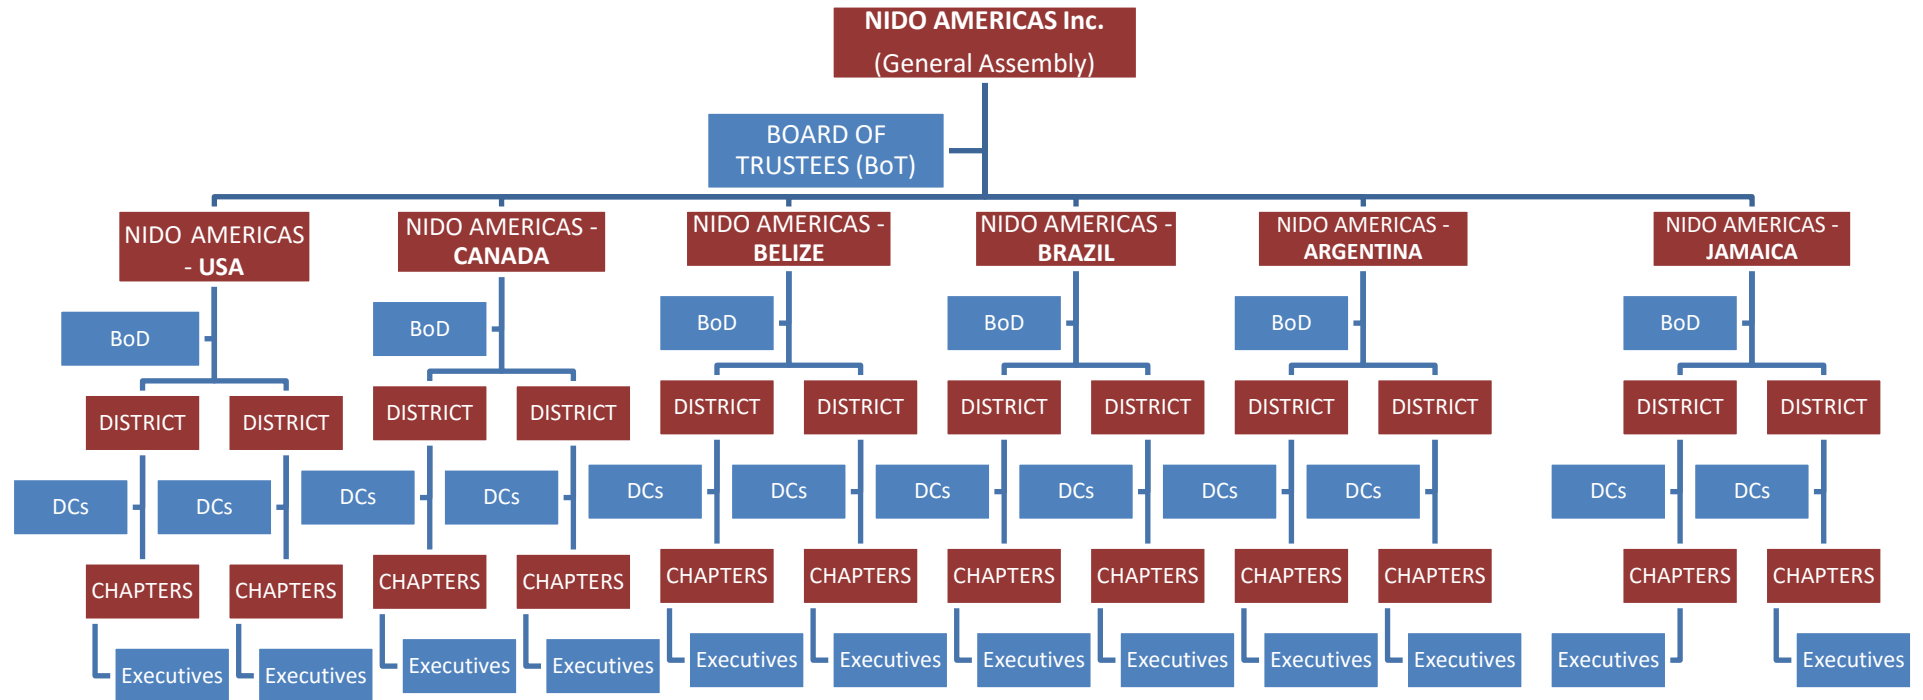 NIDO AMERICAS Inc.
(General Assembly)
BOARD OF
TRUSTEES (BoT)
NIDO AMERICAS
- USA
NIDO AMERICAS -
CANADA
NIDO AMERICAS -
BELIZE
NIDO AMERICAS -
BRAZIL
NIDO AMERICAS -
ARGENTINA
NIDO AMERICAS -
JAMAICA
BoD
BoD
BoD
BoD
BoD
BoD
DISTRICT
DISTRICT
DISTRICT
DISTRICT
DISTRICT
DISTRICT
DISTRICT
DISTRICT
DISTRICT
DISTRICT
DISTRICT
DISTRICT
DCs
DCs
DCs
DCs
DCs
DCs
DCs
DCs
DCs
DCs
DCs
DCs
CHAPTERS
CHAPTERS
CHAPTERS
CHAPTERS
CHAPTERS
CHAPTERS
CHAPTERS
CHAPTERS
CHAPTERS
CHAPTERS
CHAPTERS
CHAPTERS
Executives
Executives
Executives
Executives
Executives
Executives
Executives
Executives
Executives
Executives
Executives
Executives